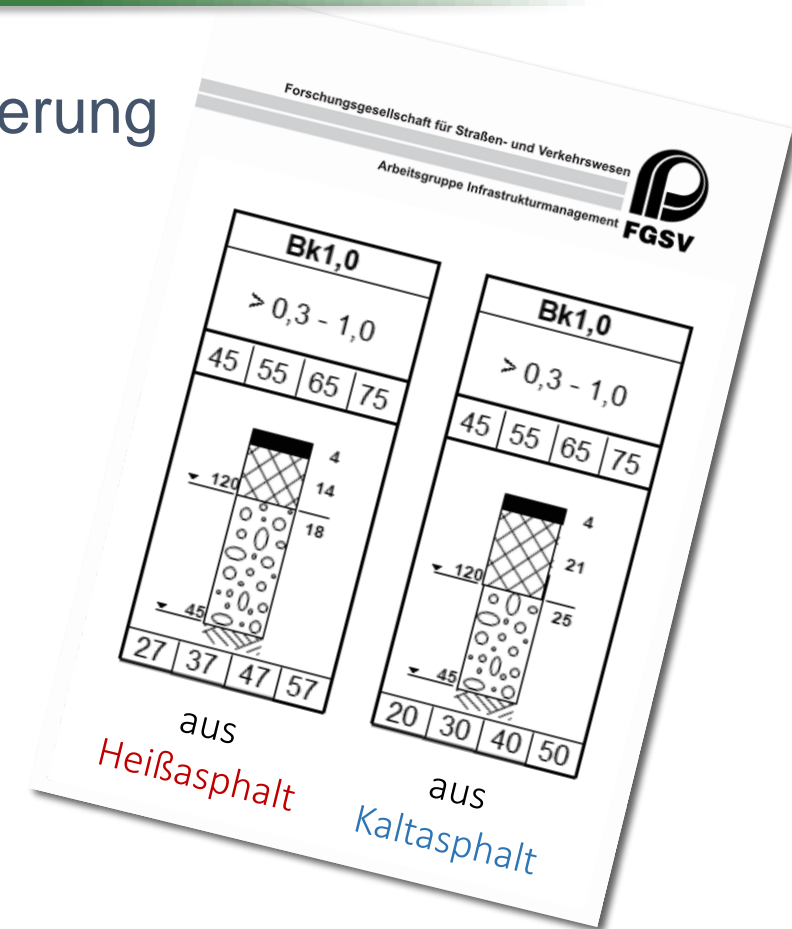 erung
Forschungsgesellschaft für Straßen- und Verkehrswesen
Arbeitsgruppe Infrastrukturmanagement
FGSV
Bk1,0
> 0,3 - 1,0
45 55 65 75
4
120
14
18
45
27 37 47 57
aus
Heißasphalt
Bk1,0
> 0,3 - 1,0
45 55 65 75
4
120
21
25
45
20 30 40 50
aus
Kaltasphalt